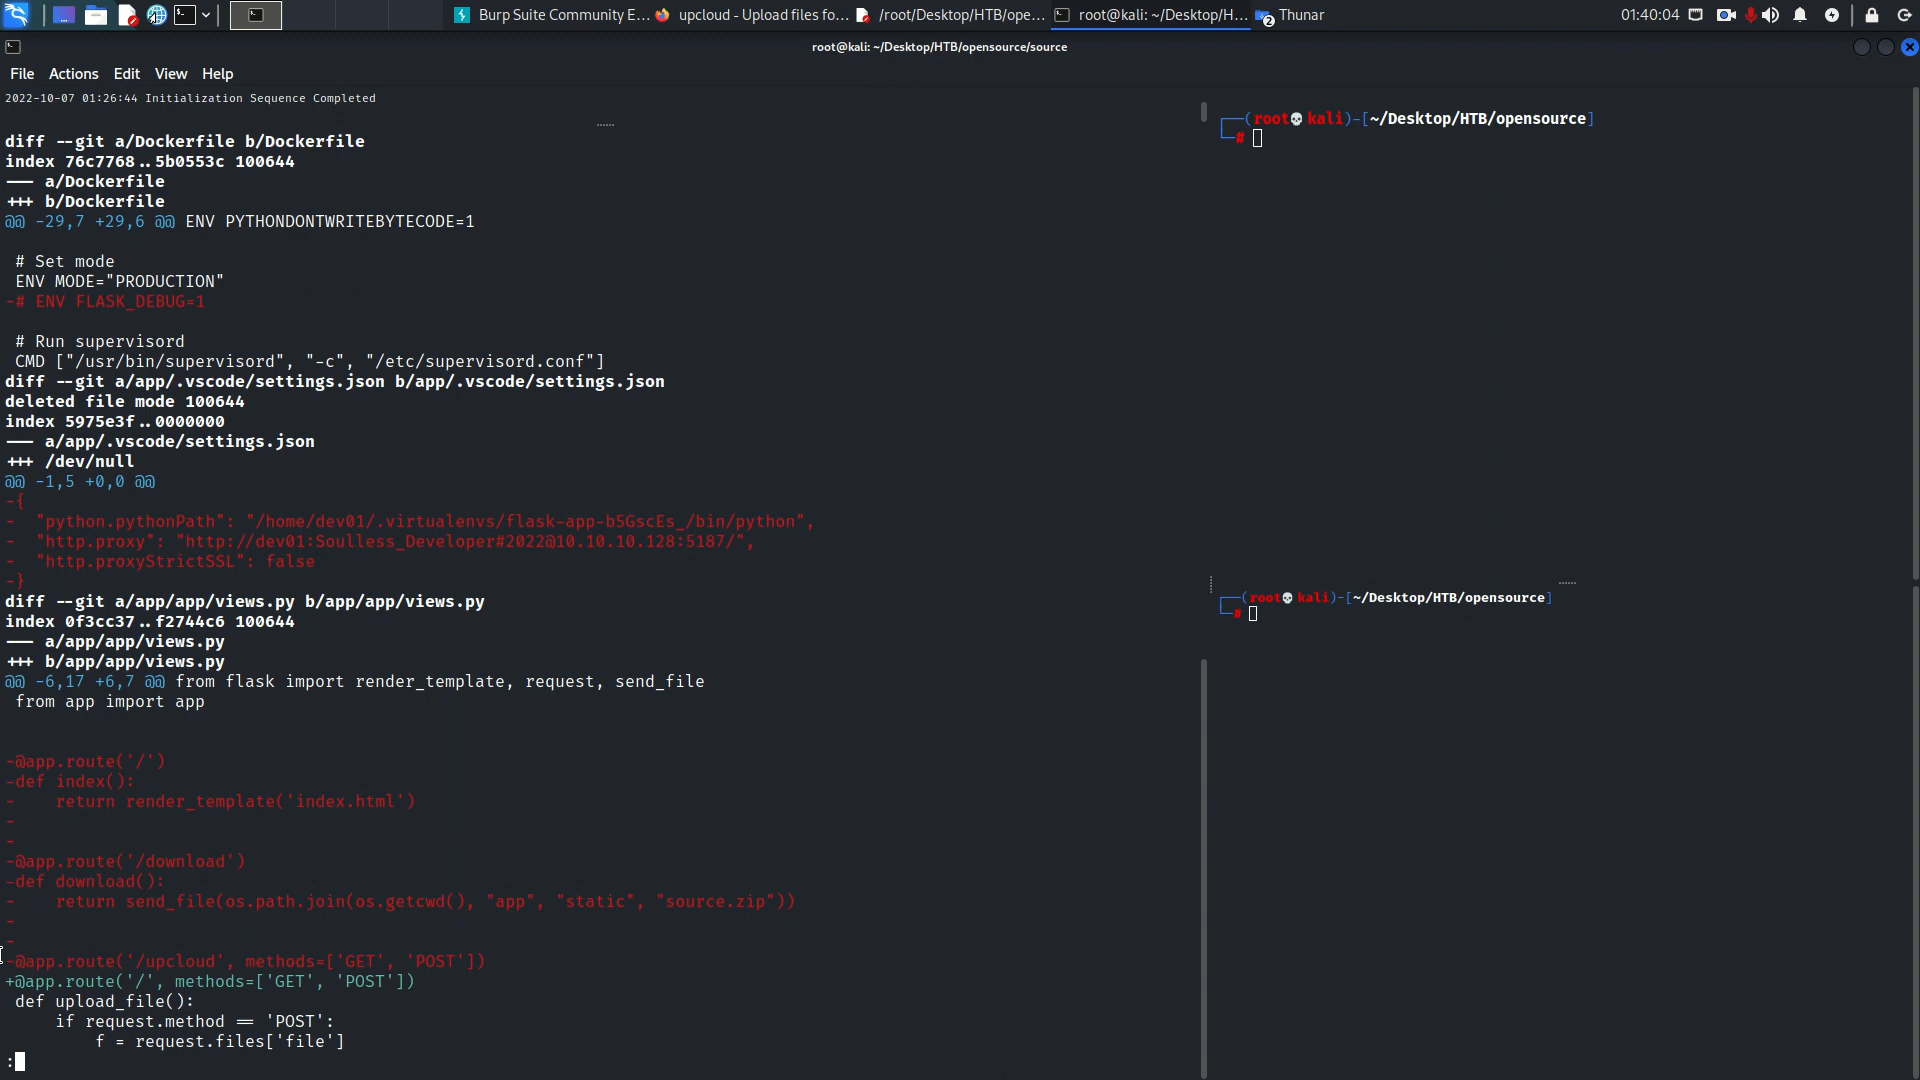 Burp Suite Community E...
upcloud - Upload files fo...
/root/Desktop/HTB/ope...
root@kali: ~/Desktop/H...
2
Thunar
01:40:04
root@kali: ~/Desktop/HTB/opensource/source
File Actions Edit View Help
2022-10-07 01:26:44 Initialization Sequence Completed
diff --git a/Dockerfile b/Dockerfile
index 76c7768..5b0553c 100644
--- a/Dockerfile
+++ b/Dockerfile
@@ -29,7 +29,6 @@ ENV PYTHONDONTWRITEBYTECODE=1
# Set mode
ENV MODE="PRODUCTION"
-# ENV FLASK_DEBUG=1
# Run supervisord
CMD ["/usr/bin/supervisord", "-c", "/etc/supervisord.conf"]
diff --git a/app/.vscode/settings.json b/app/.vscode/settings.json
deleted file mode 100644
index 5975e3f..0000000
--- a/app/.vscode/settings.json
+++ /dev/null
@@ -1,5 +0,0 @@
-{
-  "python.pythonPath": "/home/dev01/.virtualenvs/flask-app-b5GscEs_/bin/python",
-  "http.proxy": "http://dev01:Soulless_Developer#2022@10.10.10.128:5187/",
-  "http.proxyStrictSSL": false
-}
diff --git a/app/app/views.py b/app/app/views.py
index 0f3cc37..f2744c6 100644
--- a/app/app/views.py
+++ b/app/app/views.py
@@ -6,17 +6,7 @@ from flask import render_template, request, send_file
from app import app
-@app.route('/')
-def index():
-    return render_template('index.html')
-
-
-@app.route('/download')
-def download():
-    return send_file(os.path.join(os.getcwd(), "app", "static", "source.zip"))
-
-
-@app.route('/upcloud', methods=['GET', 'POST'])
+@app.route('/', methods=['GET', 'POST'])
def upload_file():
if request.method == 'POST':
f = request.files['file']
:
┌──(root💀kali)-[~/Desktop/HTB/opensource]
└─#
┌──(root💀kali)-[~/Desktop/HTB/opensource]
└─#